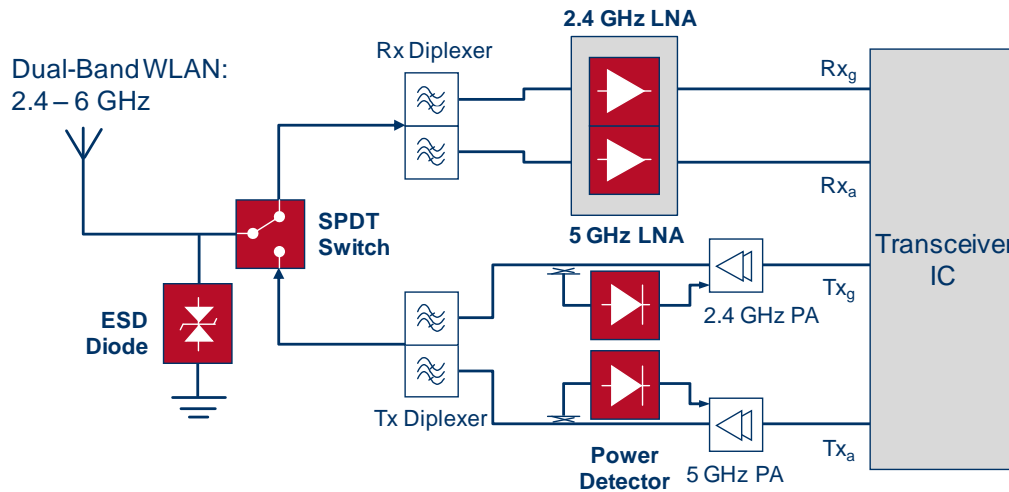 2.4 GHz LNA
Rx Diplexer
Dual-Band WLAN:
2.4 – 6 GHz
Rxg
Rxa
SPDT
Switch
5 GHz LNA
Transceiver
IC
Txg
2.4 GHz PA
ESD
Diode
Tx Diplexer
Txa
Power
Detector
5 GHz PA